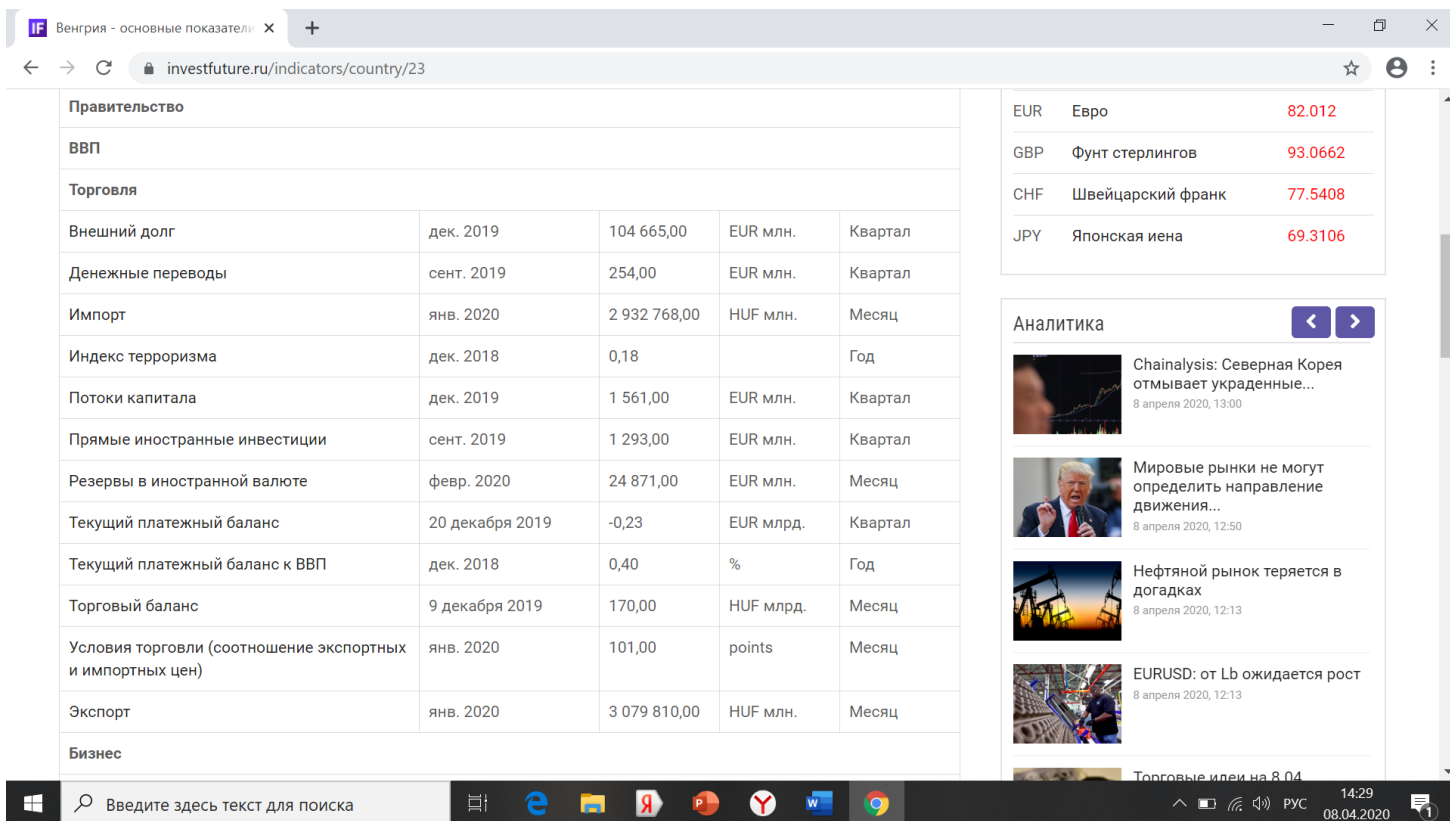 Венгрия - основные показатели
investfuture.ru/indicators/country/23
Правительство
ВВП
Торговля
Внешний долг дек. 2019 104 665,00 EUR млн. Квартал
Денежные переводы сент. 2019 254,00 EUR млн. Квартал
Импорт янв. 2020 2 932 768,00 HUF млн. Месяц
Индекс терроризма дек. 2018 0,18 Год
Потоки капитала дек. 2019 1 561,00 EUR млн. Квартал
Прямые иностранные инвестиции сент. 2019 1 293,00 EUR млн. Квартал
Резервы в иностранной валюте февр. 2020 24 871,00 EUR млн. Месяц
Текущий платежный баланс 20 декабря 2019 -0,23 EUR млрд. Квартал
Текущий платежный баланс к ВВП дек. 2018 0,40 % Год
Торговый баланс 9 декабря 2019 170,00 HUF млрд. Месяц
Условия торговли (соотношение экспортных янв. 2020 101,00 points Месяц
и импортных цен)
Экспорт янв. 2020 3 079 810,00 HUF млн. Месяц
Бизнес
EUR Евро 82.012
GBP Фунт стерлингов 93.0662
CHF Швейцарский франк 77.5408
JPY Японская иена 69.3106
Аналитика
Chainalysis: Северная Корея
отмывает украденные...
8 апреля 2020, 13:00
Мировые рынки не могут
определить направление
движения...
8 апреля 2020, 12:50
Нефтяной рынок теряется в
догадках
8 апреля 2020, 12:13
EURUSD: от Lb ожидается рост
8 апреля 2020, 12:13
Торговые идеи на 8.04
Введите здесь текст для поиска
РУС
14:29
08.04.2020
1